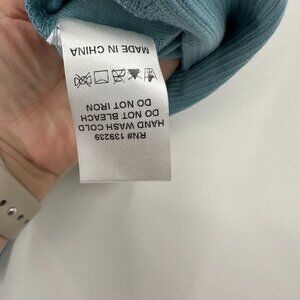 RN# 139239
HAND WASH COLD
DO NOT BLEACH
DO NOT IRON
MADE IN CHINA